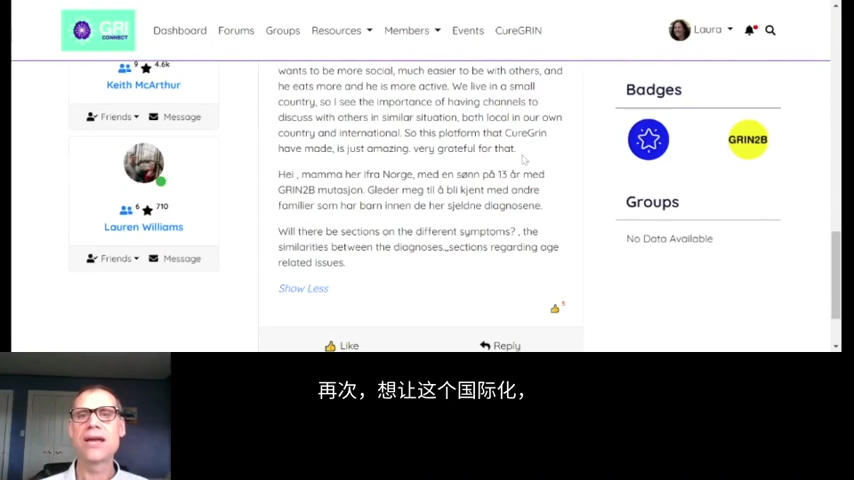 GRI
CONNECT
Dashboard Forums Groups Resources Members Events CureGRIN
Laura
9 4.6k
Keith McArthur
Friends Message
6 710
Lauren Williams
Friends Message
wants to be more social, much easier to be with others, and
he eats more and he is more active. We live in a small
country, so I see the importance of having channels to
discuss with others in similar situation, both local in our own
country and international. So this platform that CureGrin
have made, is just amazing. very grateful for that.
Hei , mamma her ifra Norge, med en sønn på 13 år med
GRIN2B mutasjon. Gleder meg til å bli kjent med andre
familier som har barn innen de her sjeldne diagnosene.
Will there be sections on the different symptoms? , the
similarities between the diagnoses.,,sections regarding age
related issues.
Show Less
5
Like Reply
Badges
GRIN2B
Groups
No Data Available
再次，想让这个国际化，